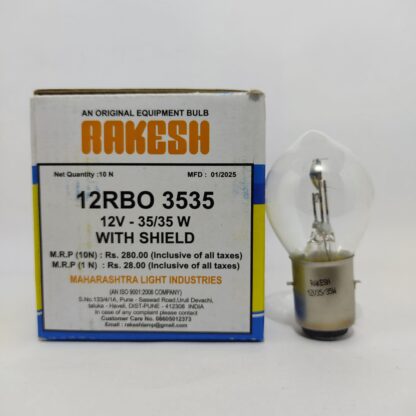 AN ORIGINAL EQUIPMENT BULB
RAKESH
Net Quantity :10 N MFD : 01/2025
12RBO 3535
12V - 35/35 W
WITH SHIELD
M.R.P (10N) : Rs. 280.00 (Inclusive of all taxes)
M.R.P (1 N) : Rs. 28.00 (Inclusive of all taxes)
MAHARASHTRA LIGHT INDUSTRIES
(AN ISO 9001:2008 COMPANY)
S.No.133/4/1A, Pune - Saswad Road,Uruli Devachi,
taluka - Haveli, DIST-PUNE - 412308 INDIA
In case of any complaint please contact
Customer Care No. 08605012373
Email : rakeshlamp@gmail.com
RAKESH
12V35/35W